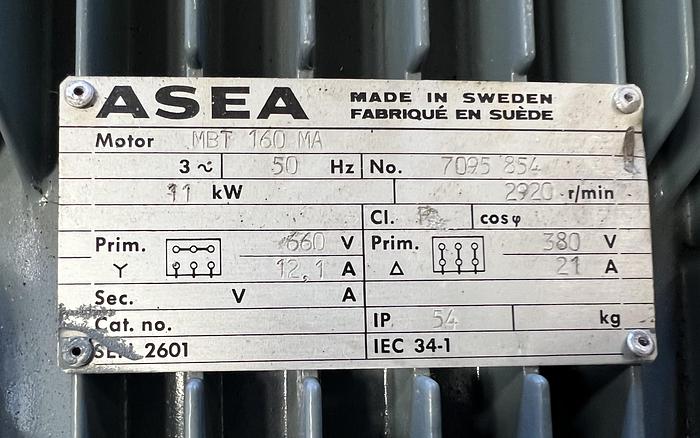 ASEA MADE IN SWEDEN
FABRIQUÉ EN SUÈDE
Motor MBT 160 MA
3 ~ 50 Hz No. 7095 854
11 kW 2920 r/min
Cl. cosφ
Prim. 660 V Prim. 380 V
Y 12,1 A Δ 21 A
Sec. V A
Cat. no. IP 54 kg
2601 IEC 34-1